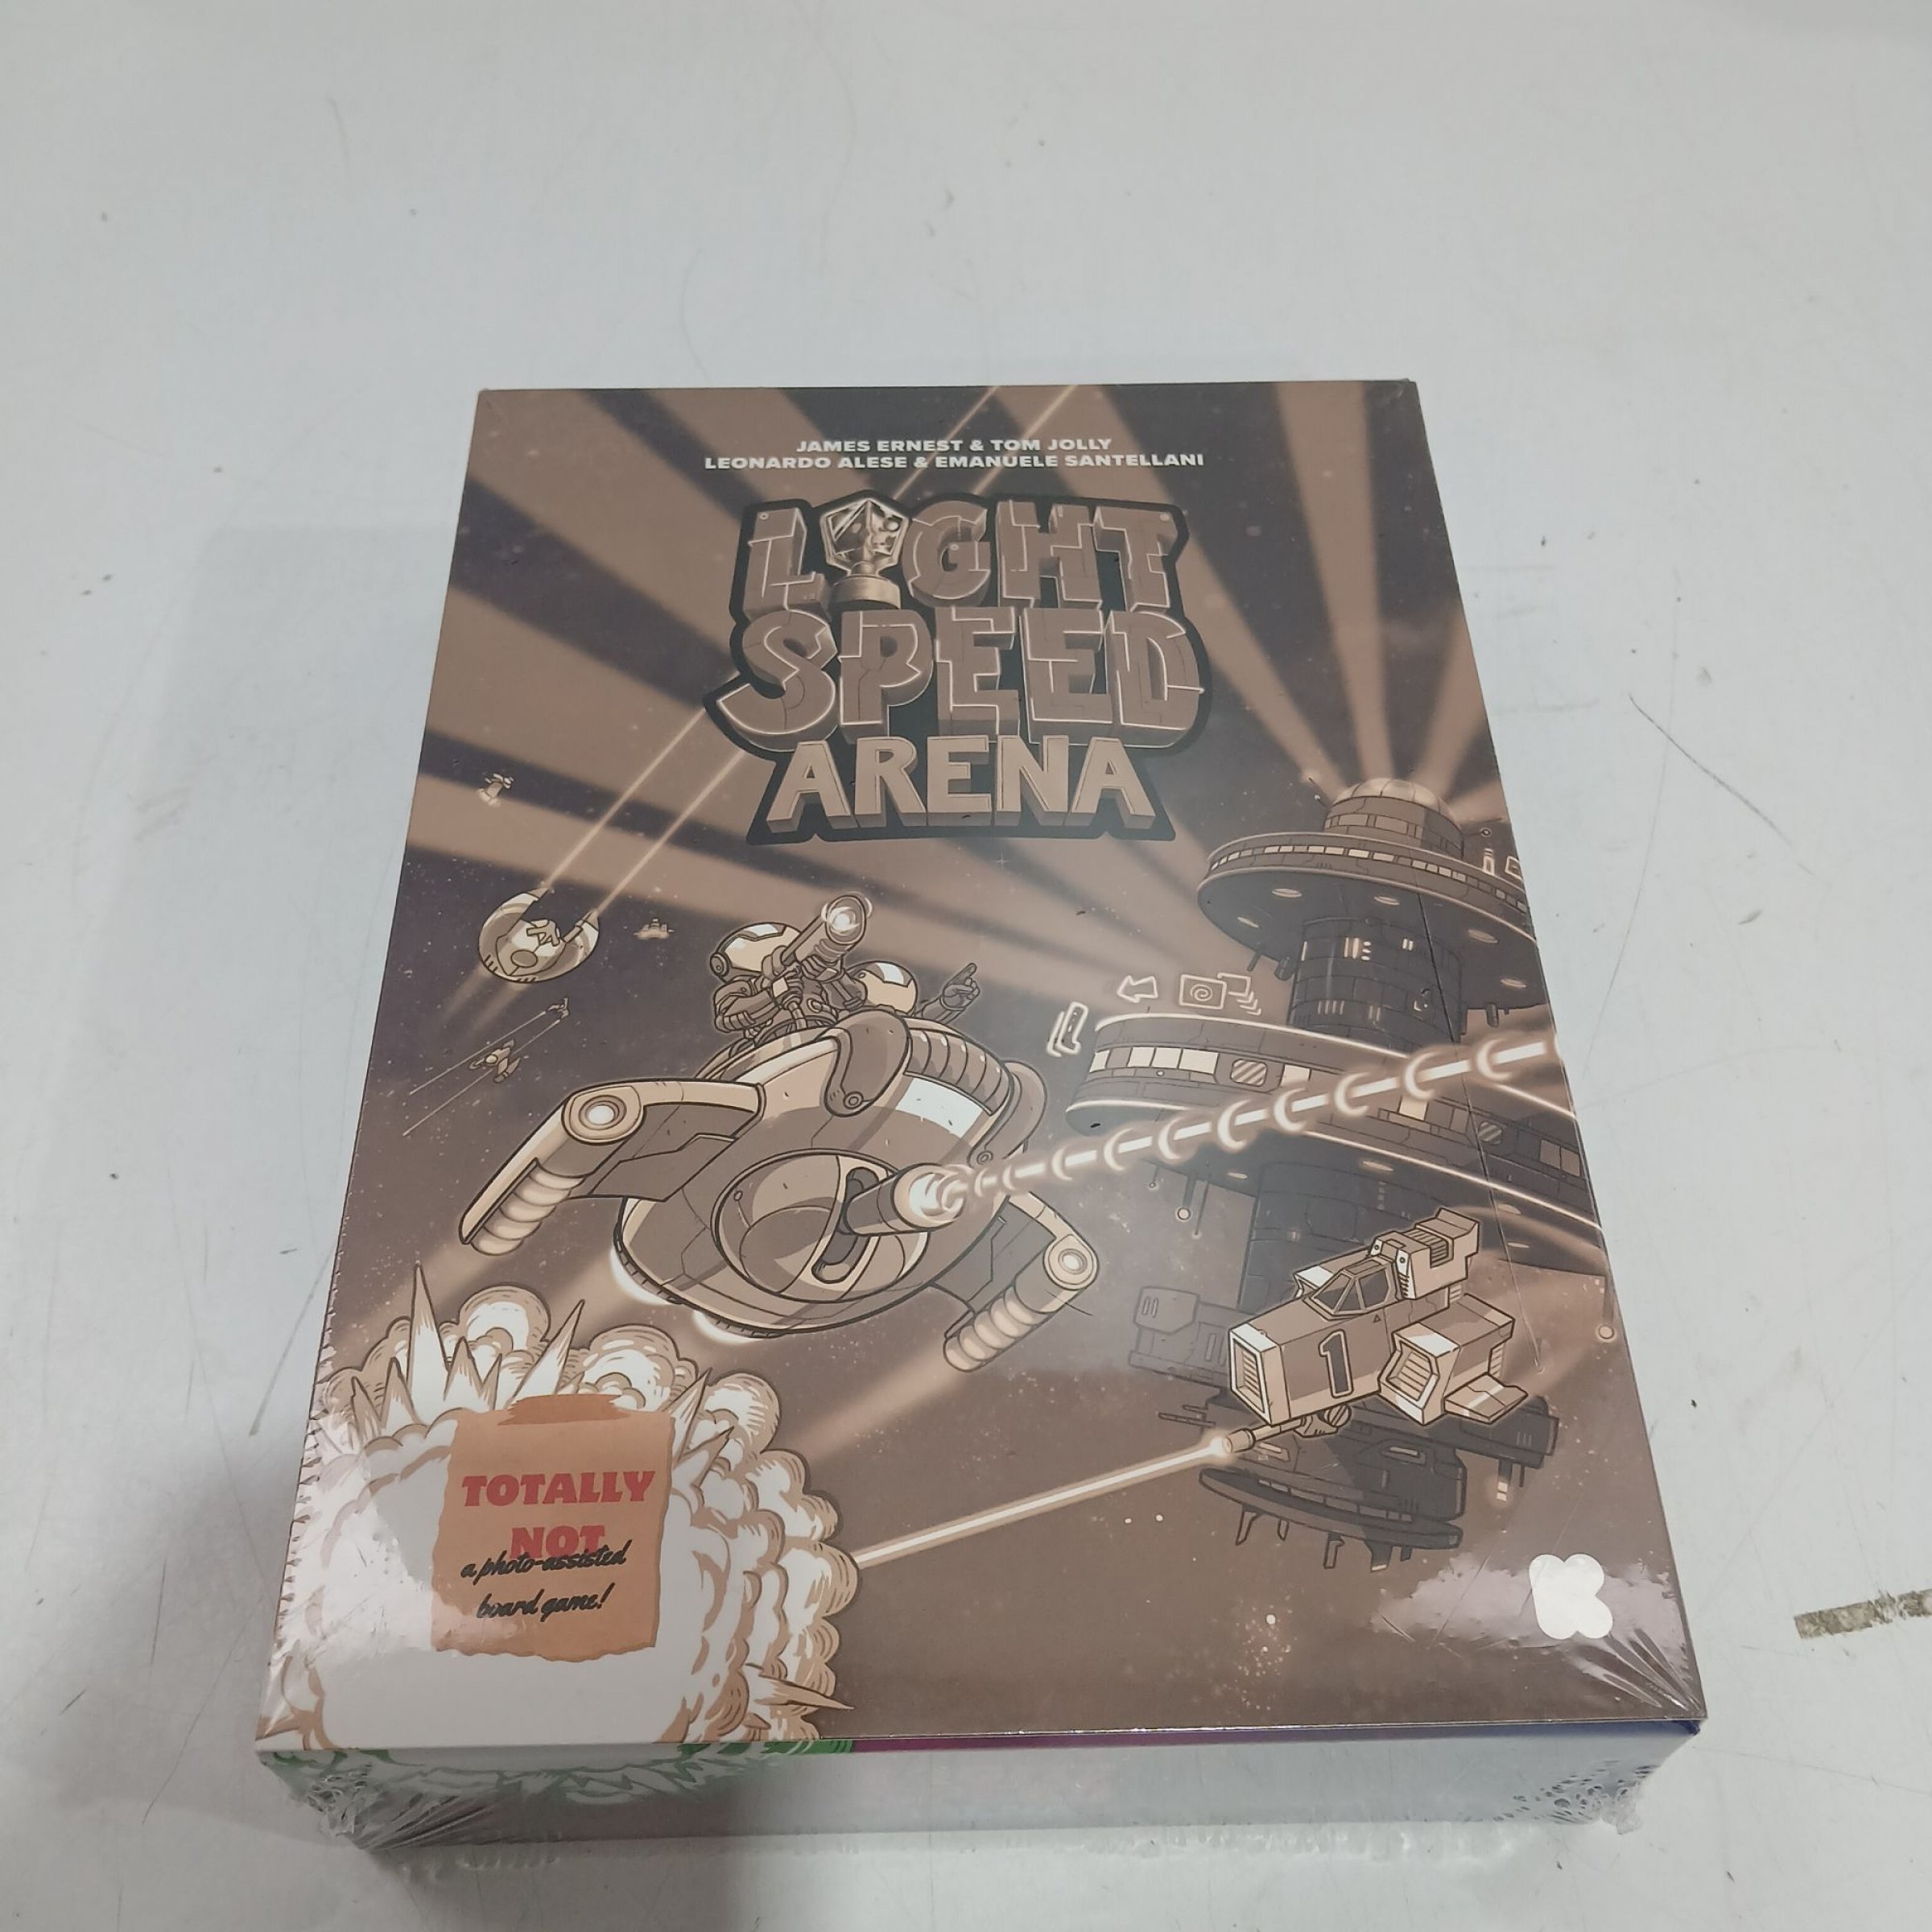 JAMES ERNEST & TOM JOLLY
LEONARDO ALESE & EMANUELE SANTELLANI
LIGHT
SPEED
ARENA
1
TOTALLY
NOT
a photo-assisted
board game!
K